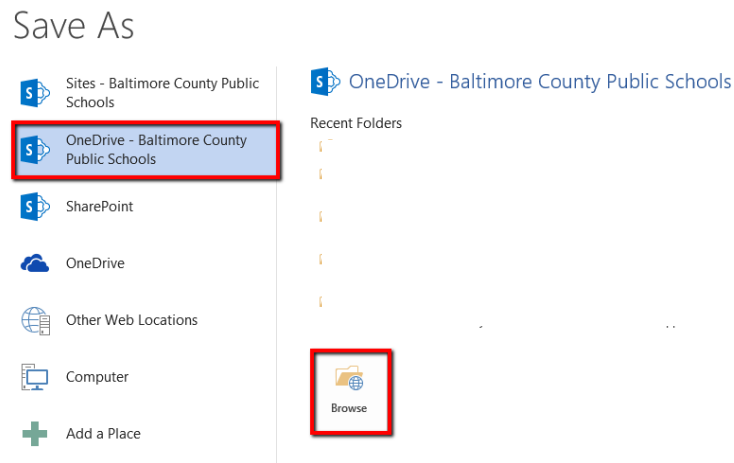 Save As
Sites - Baltimore County Public
Schools
OneDrive - Baltimore County
Public Schools
SharePoint
OneDrive
Other Web Locations
Computer
Add a Place
OneDrive - Baltimore County Public Schools
Recent Folders
Browse